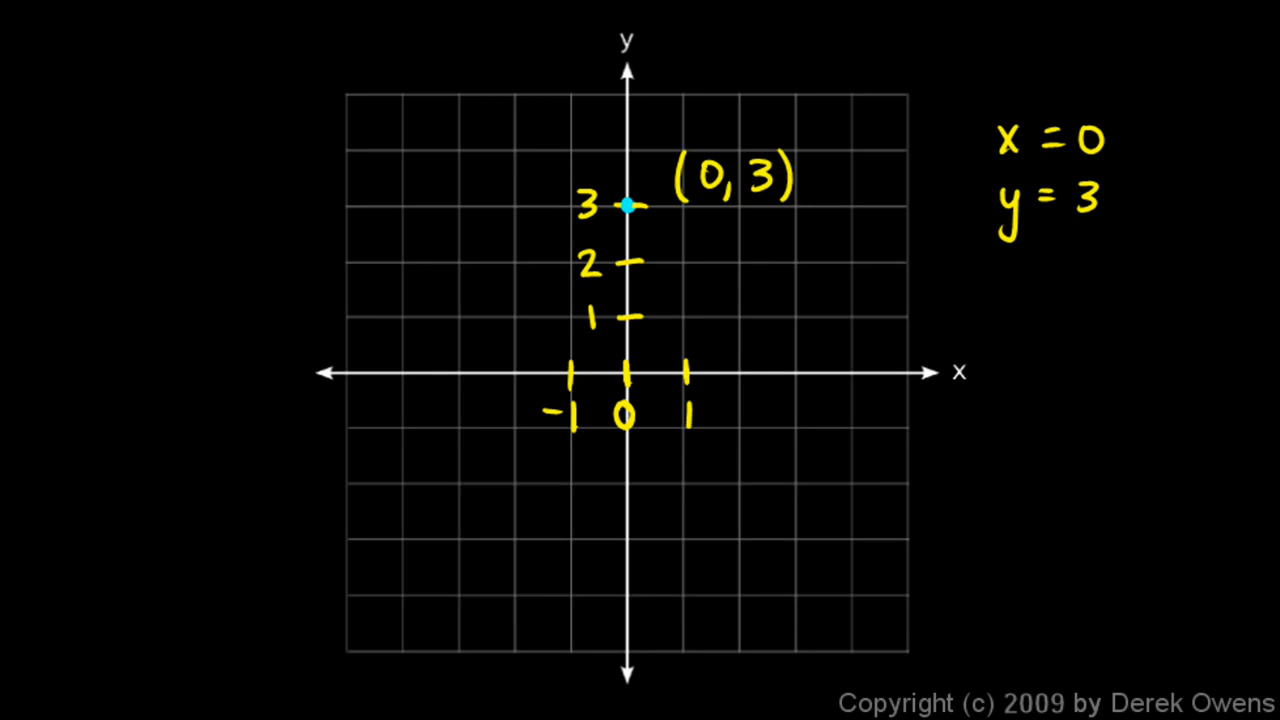 y
x = 0
(0, 3)
y = 3
3
2
1
x
-1 0 1
Copyright (c) 2009 by Derek Owens